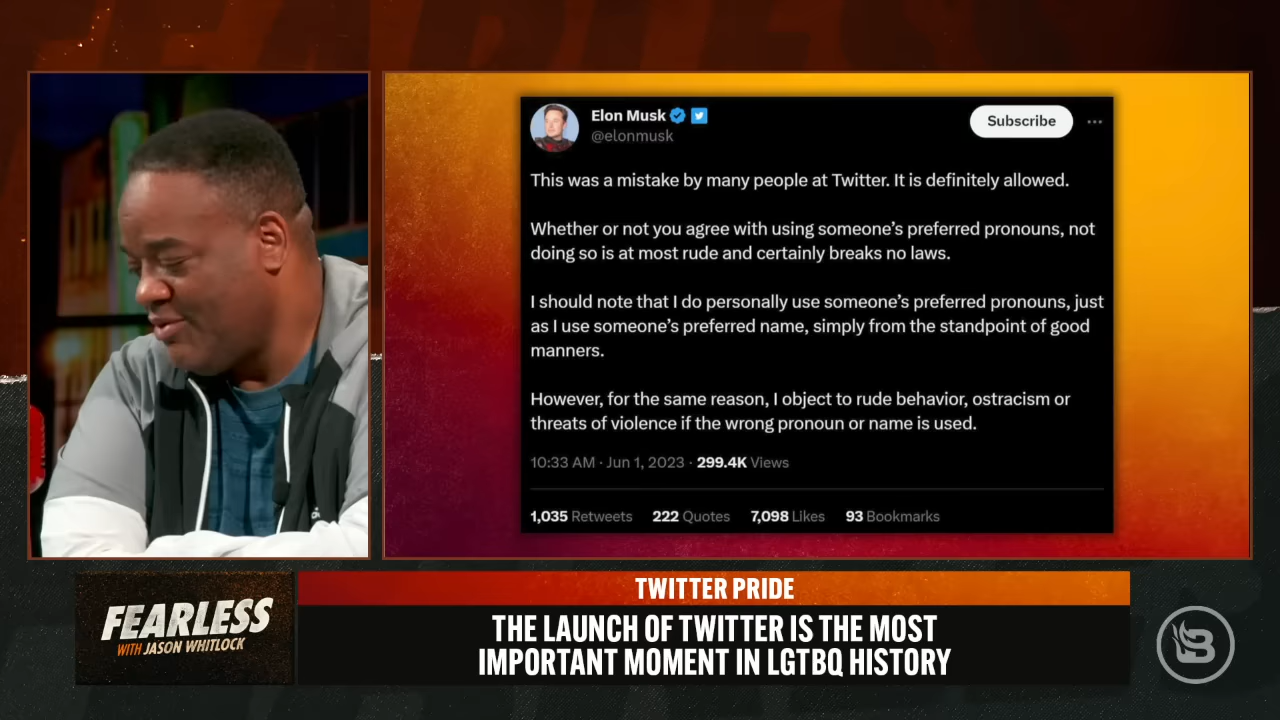 FEARLESS
Elon Musk
@elonmusk
Subscribe
This was a mistake by many people at Twitter. It is definitely allowed.
Whether or not you agree with using someone’s preferred pronouns, not
doing so is at most rude and certainly breaks no laws.
I should note that I do personally use someone’s preferred pronouns, just
as I use someone’s preferred name, simply from the standpoint of good
manners.
However, for the same reason, I object to rude behavior, ostracism or
threats of violence if the wrong pronoun or name is used.
10:33 AM · Jun 1, 2023 · 299.4K Views
1,035 Retweets 222 Quotes 7,098 Likes 93 Bookmarks
TWITTER PRIDE
FEARLESS
WITH JASON WHITLOCK
THE LAUNCH OF TWITTER IS THE MOST
IMPORTANT MOMENT IN LGTBQ HISTORY
B